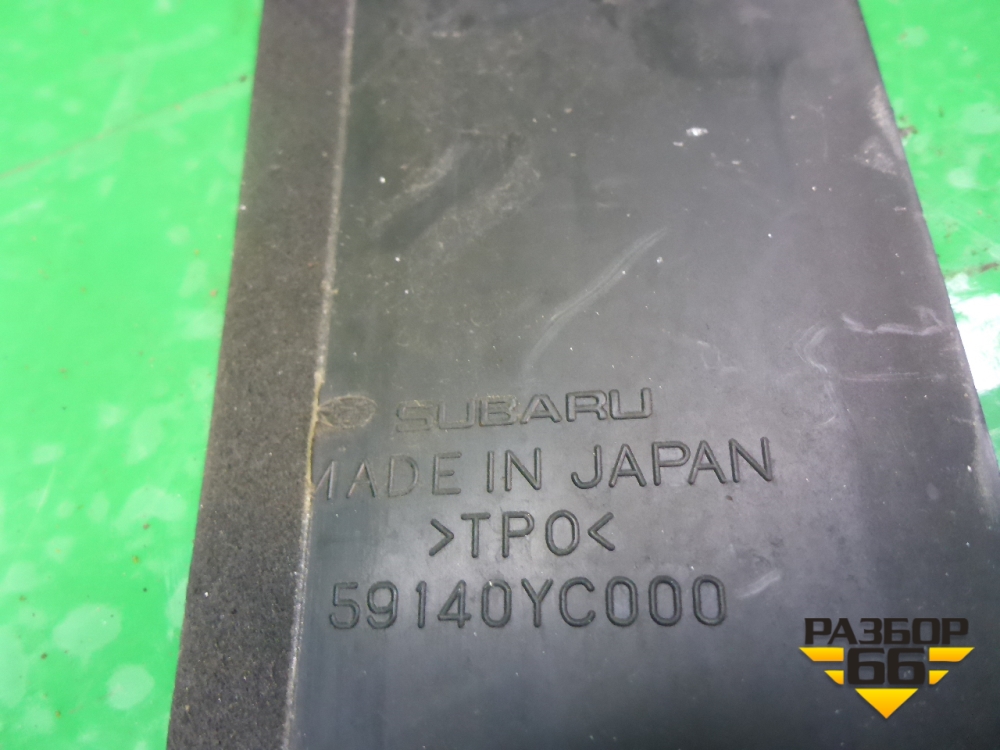 SUBARU
MADE IN JAPAN
>TPO<
59140YC000
РАЗБОР
66